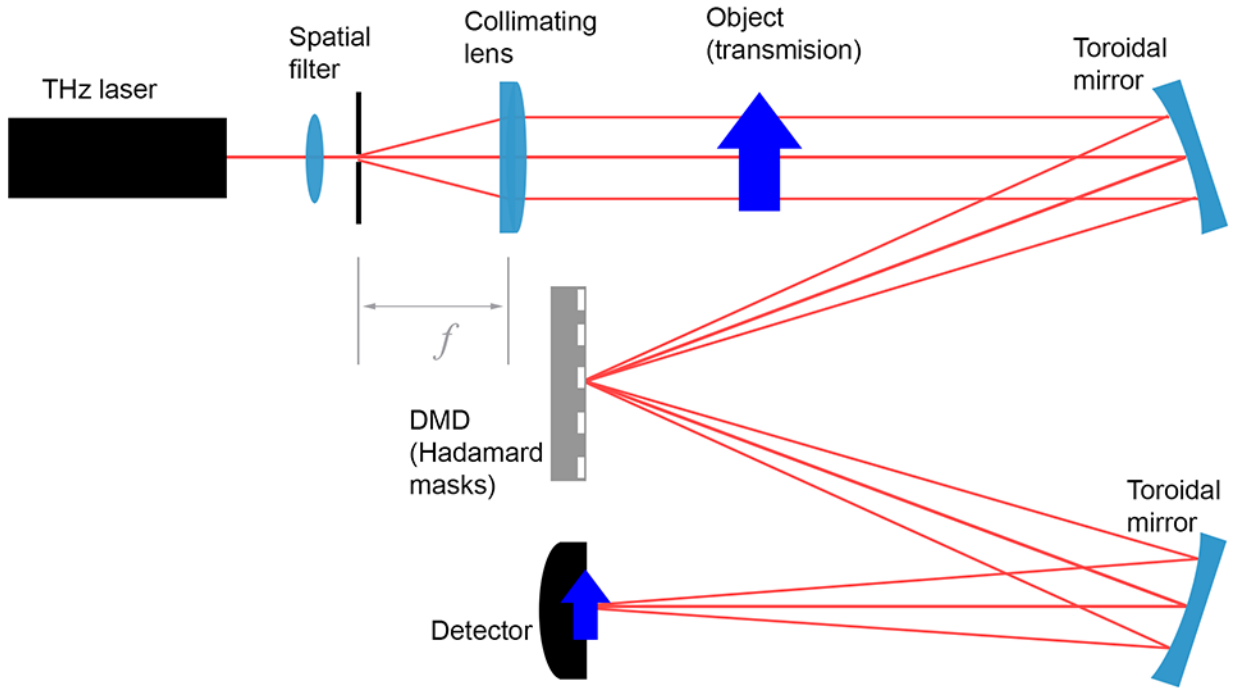 THz laser
Spatial
filter
Collimating
lens
Object
(transmision)
Toroidal
mirror
f
DMD
(Hadamard
masks)
Toroidal
mirror
Detector